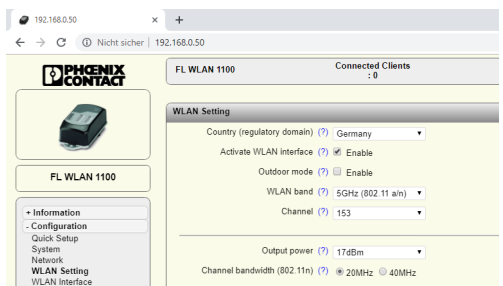 192.168.0.50
Nicht sicher | 192.168.0.50
PHŒNIX
CONTACT
FL WLAN 1100
Connected Clients
: 0
FL WLAN 1100
+ Information
- Configuration
Quick Setup
System
Network
WLAN Setting
WLAN Interface
WLAN Setting
Country (regulatory domain) (?) Germany
Activate WLAN interface (?) Enable
Outdoor mode (?) Enable
WLAN band (?) 5GHz (802.11 a/n)
Channel (?) 153
Output power (?) 17dBm
Channel bandwidth (802.11n) (?) 20MHz 40MHz